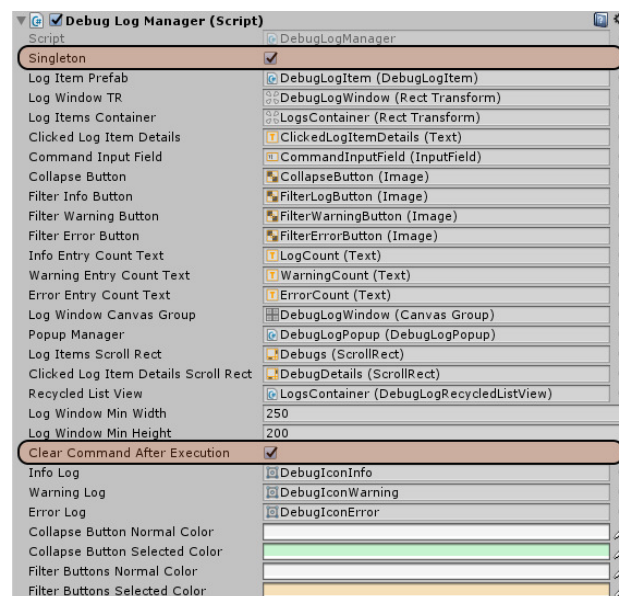 Debug Log Manager (Script)
Script DebugLogManager
Singleton
Log Item Prefab DebugLogItem (DebugLogItem)
Log Window TR DebugLogWindow (Rect Transform)
Log Items Container LogsContainer (Rect Transform)
Clicked Log Item Details ClickedLogItemDetails (Text)
Command Input Field CommandInputField (InputField)
Collapse Button CollapseButton (Image)
Filter Info Button FilterLogButton (Image)
Filter Warning Button FilterWarningButton (Image)
Filter Error Button FilterErrorButton (Image)
Info Entry Count Text LogCount (Text)
Warning Entry Count Text WarningCount (Text)
Error Entry Count Text ErrorCount (Text)
Log Window Canvas Group DebugLogWindow (Canvas Group)
Popup Manager DebugLogPopup (DebugLogPopup)
Log Items Scroll Rect Debugs (ScrollRect)
Clicked Log Item Details Scroll Rect DebugDetails (ScrollRect)
Recycled List View LogsContainer (DebugLogRecycledListView)
Log Window Min Width 250
Log Window Min Height 200
Clear Command After Execution
Info Log DebugIconInfo
Warning Log DebugIconWarning
Error Log DebugIconError
Collapse Button Normal Color
Collapse Button Selected Color
Filter Buttons Normal Color
Filter Buttons Selected Color